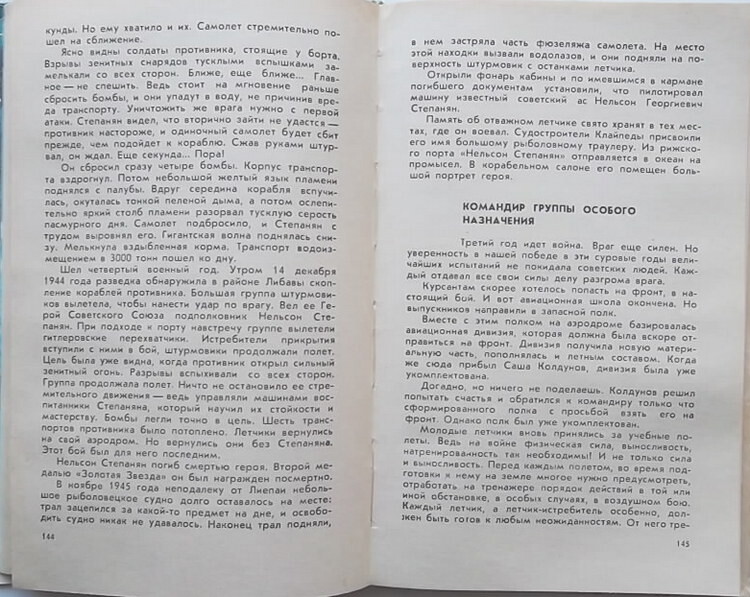 кунды. Но ему хватило и их. Самолет стремительно по-
шел на сближение.
Ясно видны солдаты противника, стоящие у борта.
Взрывы зенитных снарядов тусклыми вспышками за-
мелькали со всех сторон. Ближе, еще ближе... Глав-
ное — не спешить. Ведь стоит на мгновение раньше
сбросить бомбы, и они упадут в воду, не причинив вре-
да транспорту. Уничтожить же врага нужно с первой
атаки. Степанян видел, что вторично зайти не удастся —
противник настороже, и одиночный самолет будет сбит
прежде, чем подойдет к кораблю. Сжав руками штур-
вал, он ждал. Еще секунда... Пора!
Он сбросил сразу четыре бомбы. Корпус транспор-
та вздрогнул. Потом небольшой желтый язык пламени
поднялся с палубы. Вдруг середина корабля вспучи-
лась, окуталась тонкой пеленой дыма, а потом ослепи-
тельно яркий столб пламени разорвал тусклую серость
пасмурного дня. Самолет подбросило, и Степанян с
трудом выровнял его. Гигантская волна поднялась сни-
зу. Мелькнула вздыбленная корма. Транспорт водоиз-
мещением в 3000 тонн пошел ко дну.
Шел четвертый военный год. Утром 14 декабря
1944 года разведка обнаружила в районе Либавы скоп-
ление кораблей противника. Большая группа штурмови-
ков вылетела, чтобы нанести удар по врагу. Вел ее Ге-
рой Советского Союза подполковник Нельсон Степа-
нян. При подходе к порту навстречу группе вылетели
гитлеровские перехватчики. Истребители прикрытия
вступили с ними в бой, штурмовики продолжали полет.
Цель была уже видна, когда противник открыл сильный
зенитный огонь. Разрывы вспыхивали со всех сторон.
Группа продолжала полет. Ничто не остановило ее стре-
мительного движения — ведь управляли машинами вос-
питанники Степаняна, который научил их стойкости и
мастерству. Бомбы легли точно в цель. Шесть транс-
портов противника было потоплено. Летчики вернулись
на свой аэродром. Но вернулись они без Степаняна.
Этот бой был для него последним.
Нельсон Степанян погиб смертью героя. Второй ме-
далью «Золотая Звезда» он был награжден посмертно.
В ноябре 1945 года неподалеку от Лиепаи неболь-
шое рыболовецкое судно долго оставалось на месте:
трал зацепился за какой-то предмет на дне, и освобо-
дить судно никак не удавалось. Наконец трал подняли,
144
в нем застряла часть фюзеляжа самолета. На место
этой находки вызвали водолазов, и они подняли на по-
верхность штурмовик с останками летчика.
Открыли фонарь кабины и по имевшимся в кармане
погибшего документам установили, что пилотировал
машину известный советский ас Нельсон Георгиевич
Степанян.
Память об отважном летчике свято хранят в тех мес-
тах, где он воевал. Судостроители Клайпеды присвоили
его имя большому рыболовному траулеру. Из рижско-
го порта «Нельсон Степанян» отправляется в океан на
промысел. В корабельном салоне его помещен боль-
шой портрет героя.
КОМАНДИР ГРУППЫ ОСОБОГО
НАЗНАЧЕНИЯ
Третий год идет война. Враг еще силен. Но
уверенность в нашей победе в эти суровые годы вели-
чайших испытаний не покидала советских людей. Каж-
дый отдавал все свои силы делу разгрома врага.
Курсантам скорее хотелось попасть на фронт, в на-
стоящий бой. И вот авиационная школа окончена. Но
выпускников направили в запасной полк.
Вместе с этим полком на аэродроме базировалась
авиационная дивизия, которая должна была вскоре от-
правиться на фронт. Дивизия получила новую матери-
альную часть, пополнялась и летным составом. Когда
же сюда прибыл Саша Колдунов, дивизия была уже
укомплектована.
Досадно, но ничего не поделаешь. Колдунов решил
попытать счастья и обратился к командиру только что
сформированного полка с просьбой взять его на
фронт. Однако полк был уже укомплектован.
Молодые летчики вновь принялись за учебные по-
леты. Ведь на войне физическая сила, выносливость,
натренированность так необходимы! И не только сила
и выносливость. Перед каждым полетом, во время под-
готовки к нему на земле многое нужно предусмотреть,
отработать на тренажере порядок действий в той или
иной обстановке, в особых случаях, в воздушном бою.
Каждый летчик, а летчик-истребитель особенно, дол-
жен быть готов к любым неожиданностям. От него тре-
145